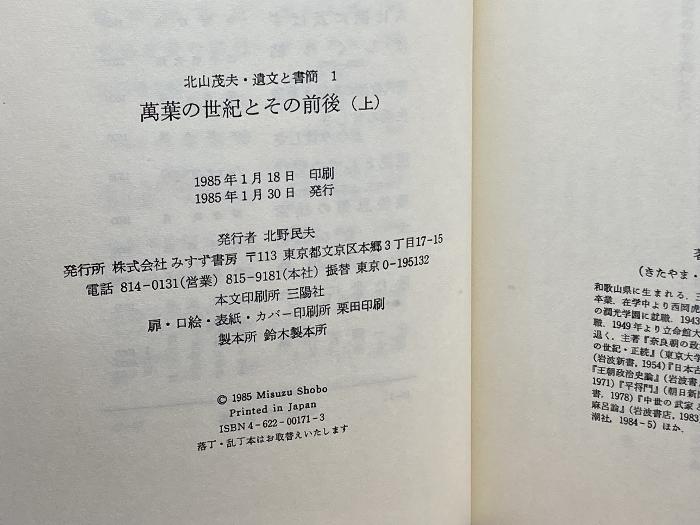 北山茂夫・遺文と書簡 1
萬葉の世紀とその前後（上）
1985年1月18日 印刷
1985年1月30日 発行
発行者 北野民夫
発行所 株式会社 みすず書房 〒113 東京都文京区本郷3丁目17-15
電話 814-0131(営業) 815-9181(本社) 振替 東京0-195132
本文印刷所 三陽社
扉・口絵・表紙・カバー印刷所 栗田印刷
製本所 鈴木製本所
© 1985 Misuzu Shobo
Printed in Japan
ISBN 4-622-00171-3
落丁・乱丁本はお取替えいたします
（きたやま・
和歌山県に生まれる．三
卒業．在学中より西岡虎
の潤光学園に就職．1943
職．1949年より立命館大
退く．主著『奈良朝の政
の世紀・正続』(東京大学
(岩波新書, 1954)『日本古
『王朝政治史論』(岩波書
1971)『平将門』(朝日新聞
書, 1978)『中世の武家と
麻呂論』(岩波書店, 1983)
潮社, 1984-5) ほか．